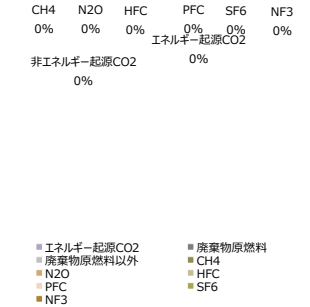 CH4 N2O HFC PFC SF6 NF3
0% 0% 0% 0% 0% 0%
エネルギー起源CO2
0%
非エネルギー起源CO2
0%
エネルギー起源CO2 廃棄物原燃料
廃棄物原燃料以外 CH4
N2O HFC
PFC SF6
NF3